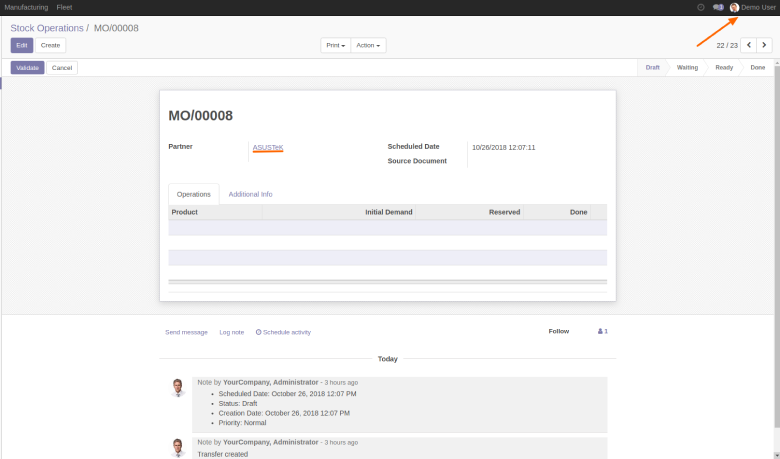 Manufacturing Fleet 1 Demo User
Stock Operations / MO/00008
Edit Create Print Action 22 / 23
Validate Cancel Draft Waiting Ready Done
MO/00008
Partner ASUSTeK Scheduled Date 10/26/2018 12:07:11
Source Document
Operations Additional Info
Product Initial Demand Reserved Done
Send message Log note Schedule activity Follow 1
Today
Note by YourCompany, Administrator - 3 hours ago
• Scheduled Date: October 26, 2018 12:07 PM
• Status: Draft
• Creation Date: October 26, 2018 12:07 PM
• Priority: Normal
Note by YourCompany, Administrator - 3 hours ago
Transfer created